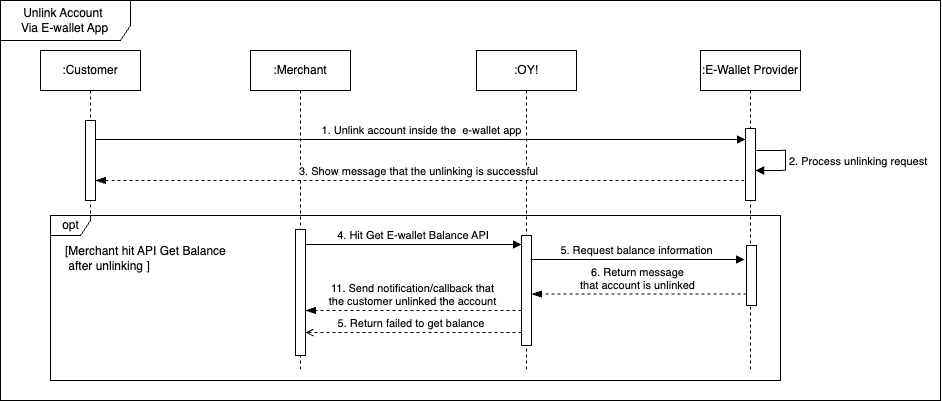 Unlink Account
Via E-wallet App
:Customer
:Merchant
:OY!
:E-Wallet Provider
1. Unlink account inside the e-wallet app
2. Process unlinking request
3. Show message that the unlinking is successful
opt
[Merchant hit API Get Balance
after unlinking ]
4. Hit Get E-wallet Balance API
5. Request balance information
6. Return message
that account is unlinked
11. Send notification/callback that
the customer unlinked the account
5. Return failed to get balance